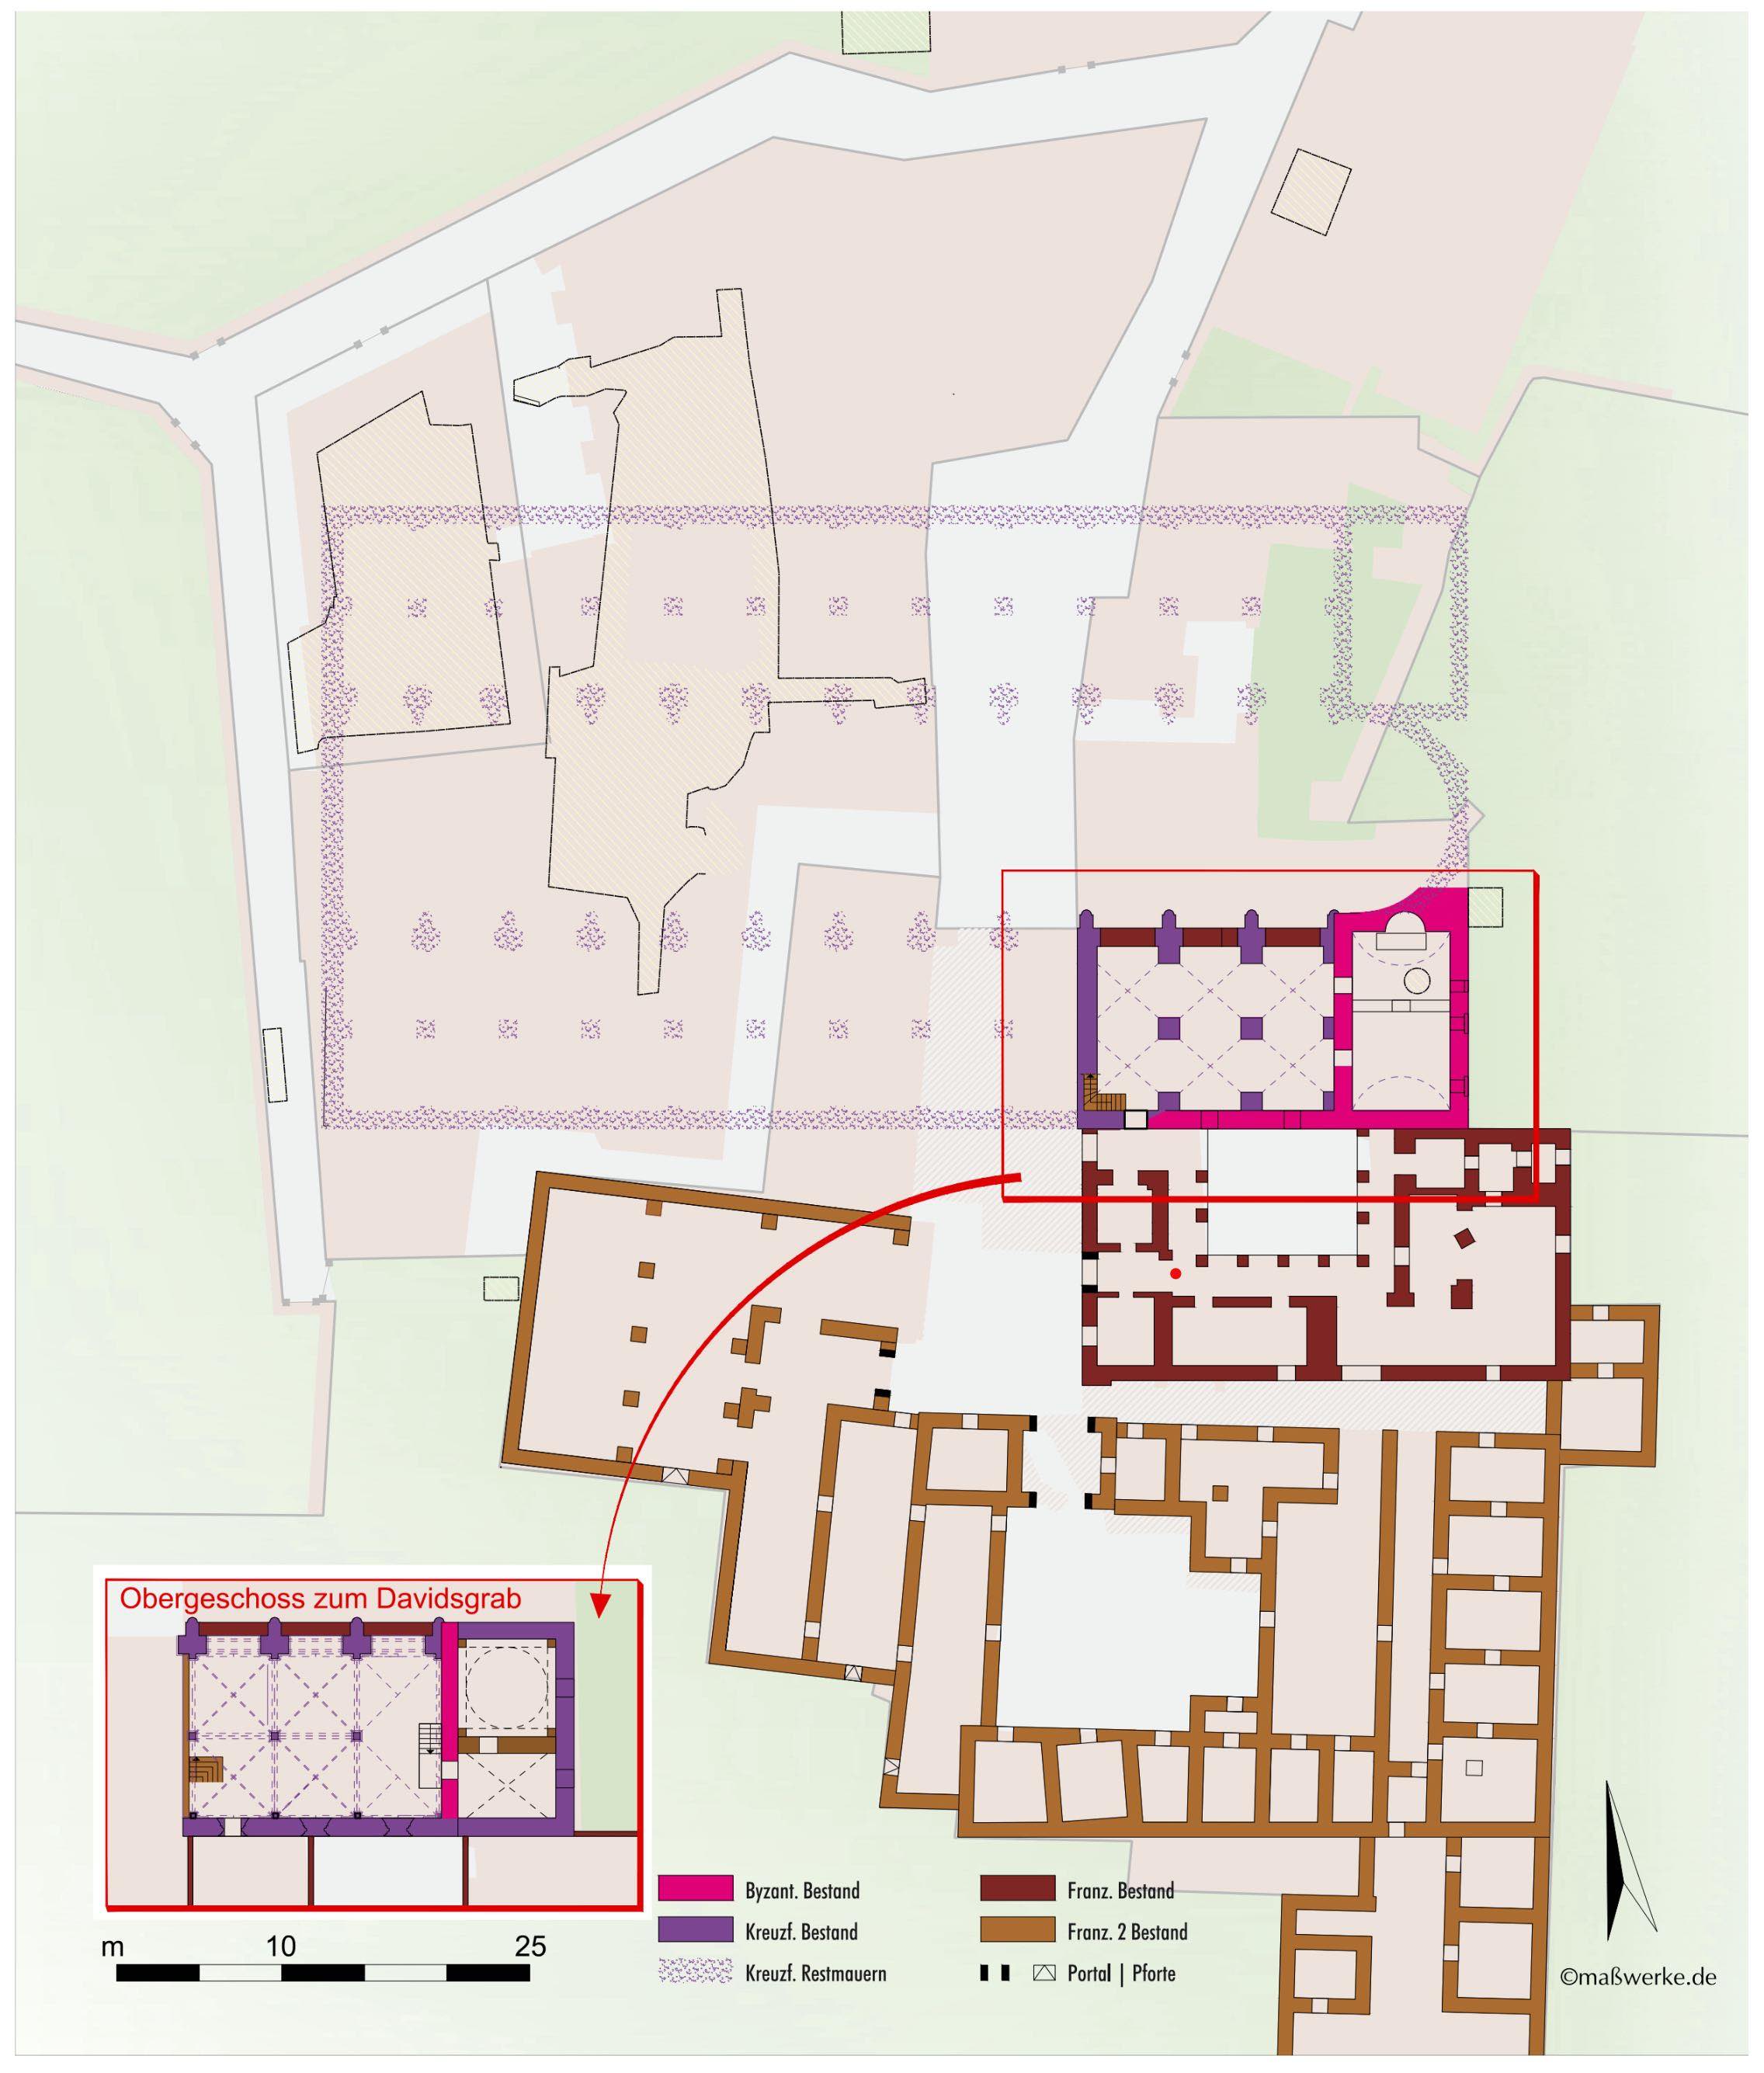 Obergeschoss zum Davidsgrab
Byzant. Bestand
Kreuzf. Bestand
Kreuzf. Restmauern
Franz. Bestand
Franz. 2 Bestand
Portal | Pforte
m 10 25
©maßwerke.de